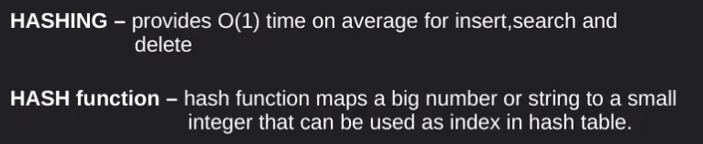 HASHING – provides O(1) time on average for insert,search and
delete
HASH function – hash function maps a big number or string to a small
integer that can be used as index in hash table.